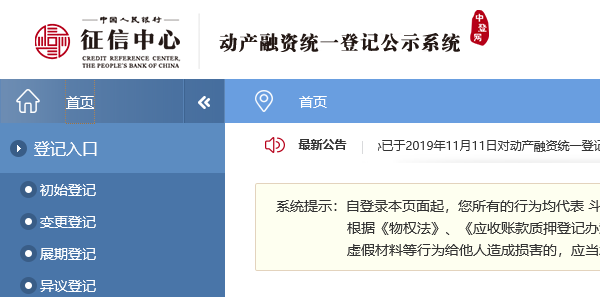 中国人民银行
征信中心
CREDIT REFERENCE CENTER,
THE PEOPLE'S BANK OF CHINA
动产融资统一登记公示系统
中登网
首页
首页
登记入口
最新公告
已于2019年11月11日对动产融资统一登
初始登记
变更登记
展期登记
异议登记
系统提示：自登录本页面起，您所有的行为均代表 斗
根据《物权法》、《应收账款质押登记办
虚假材料等行为给他人造成损害的，应当